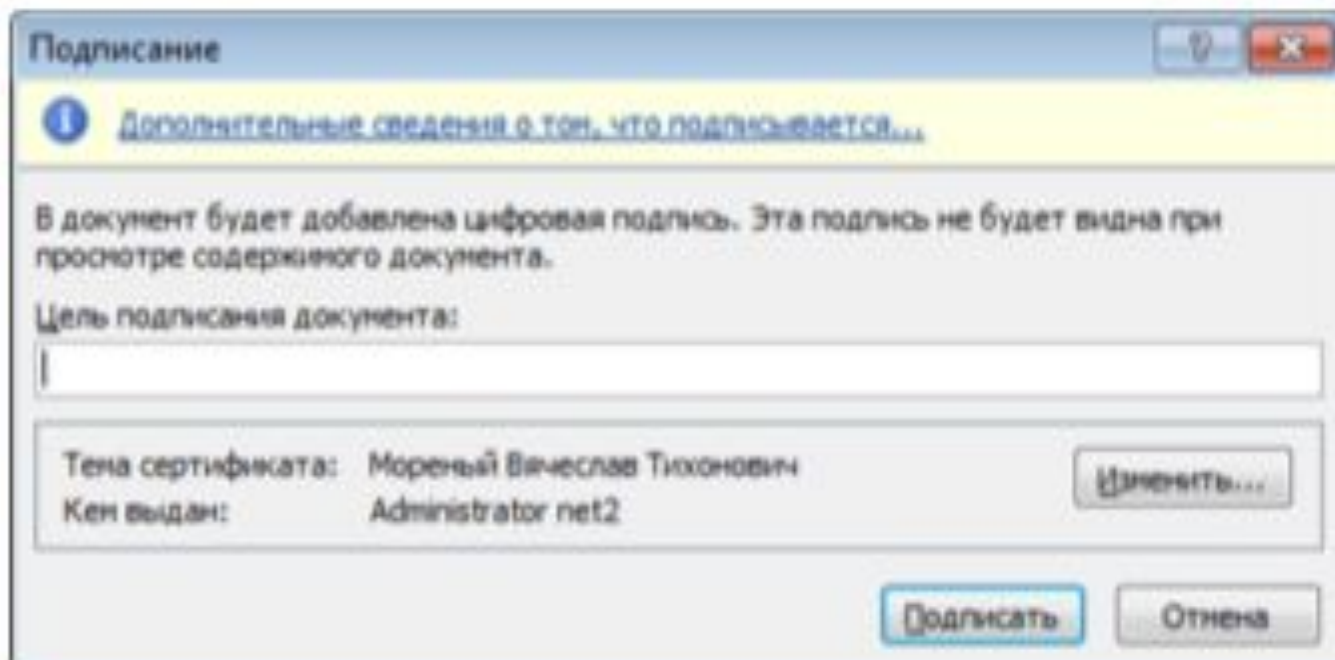 Подписание
Дополнительные сведения о том, что подписывается...
В документ будет добавлена цифровая подпись. Эта подпись не будет видна при
просмотре содержимого документа.
Цель подписания документа:
Тема сертификата: Мореный Вячеслав Тихонович
Изменить...
Кем выдан: Administrator net2
Подписать Отмена